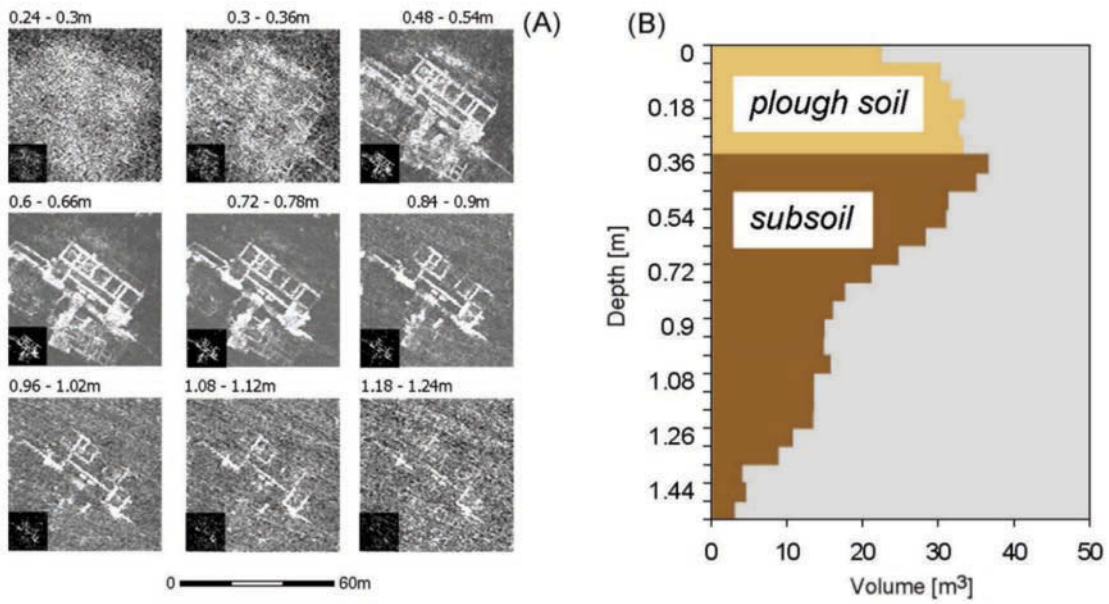 (A)
0.24 - 0.3m
0.3 - 0.36m
0.48 - 0.54m
0.6 - 0.66m
0.72 - 0.78m
0.84 - 0.9m
0.96 - 1.02m
1.08 - 1.12m
1.18 - 1.24m
0
60m
(B)
plough soil
subsoil
Depth [m]
0
0.18
0.36
0.54
0.72
0.9
1.08
1.26
1.44
0 10 20 30 40 50
Volume [m³]